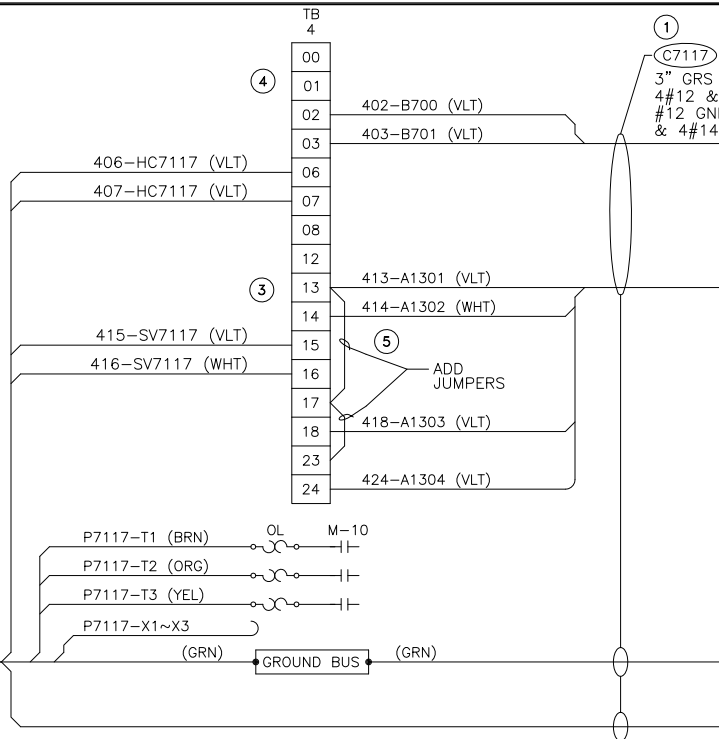 TB
4
1
C7117
3" GRS
4#12 &
#12 GN
& 4#14
00
4
01
02
402-B700 (VLT)
03
403-B701 (VLT)
406-HC7117 (VLT)
06
407-HC7117 (VLT)
07
08
12
3
13
413-A1301 (VLT)
14
414-A1302 (WHT)
415-SV7117 (VLT)
15
5
416-SV7117 (WHT)
16
ADD
JUMPERS
17
18
418-A1303 (VLT)
23
24
424-A1304 (VLT)
OL
M-10
P7117-T1 (BRN)
P7117-T2 (ORG)
P7117-T3 (YEL)
P7117-X1~X3
(GRN)
GROUND BUS
(GRN)